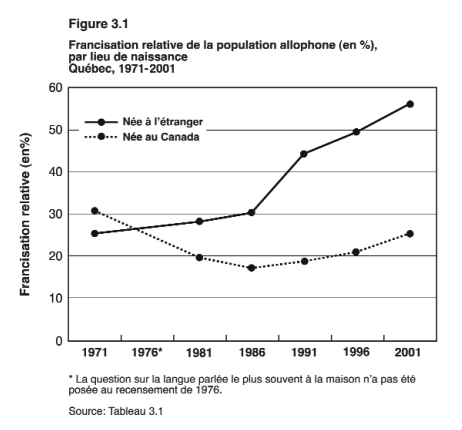 Figure 3.1
Francisation relative de la population allophone (en %),
par lieu de naissance
Québec, 1971-2001
Francisation relative (en%)
60
50
40
30
20
10
0
Née à l'étranger
Née au Canada
1971 1976* 1981 1986 1991 1996 2001
* La question sur la langue parlée le plus souvent à la maison n'a pas été
posée au recensement de 1976.
Source: Tableau 3.1